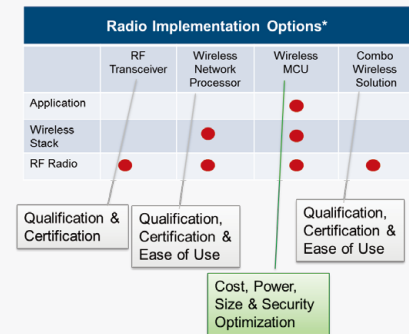 Radio Implementation Options*
RF Transceiver
Wireless Network Processor
Wireless MCU
Combo Wireless Solution
Application
Wireless Stack
RF Radio
Qualification &
Certification
Qualification,
Certification &
Ease of Use
Qualification,
Certification &
Ease of Use
Cost, Power,
Size & Security
Optimization